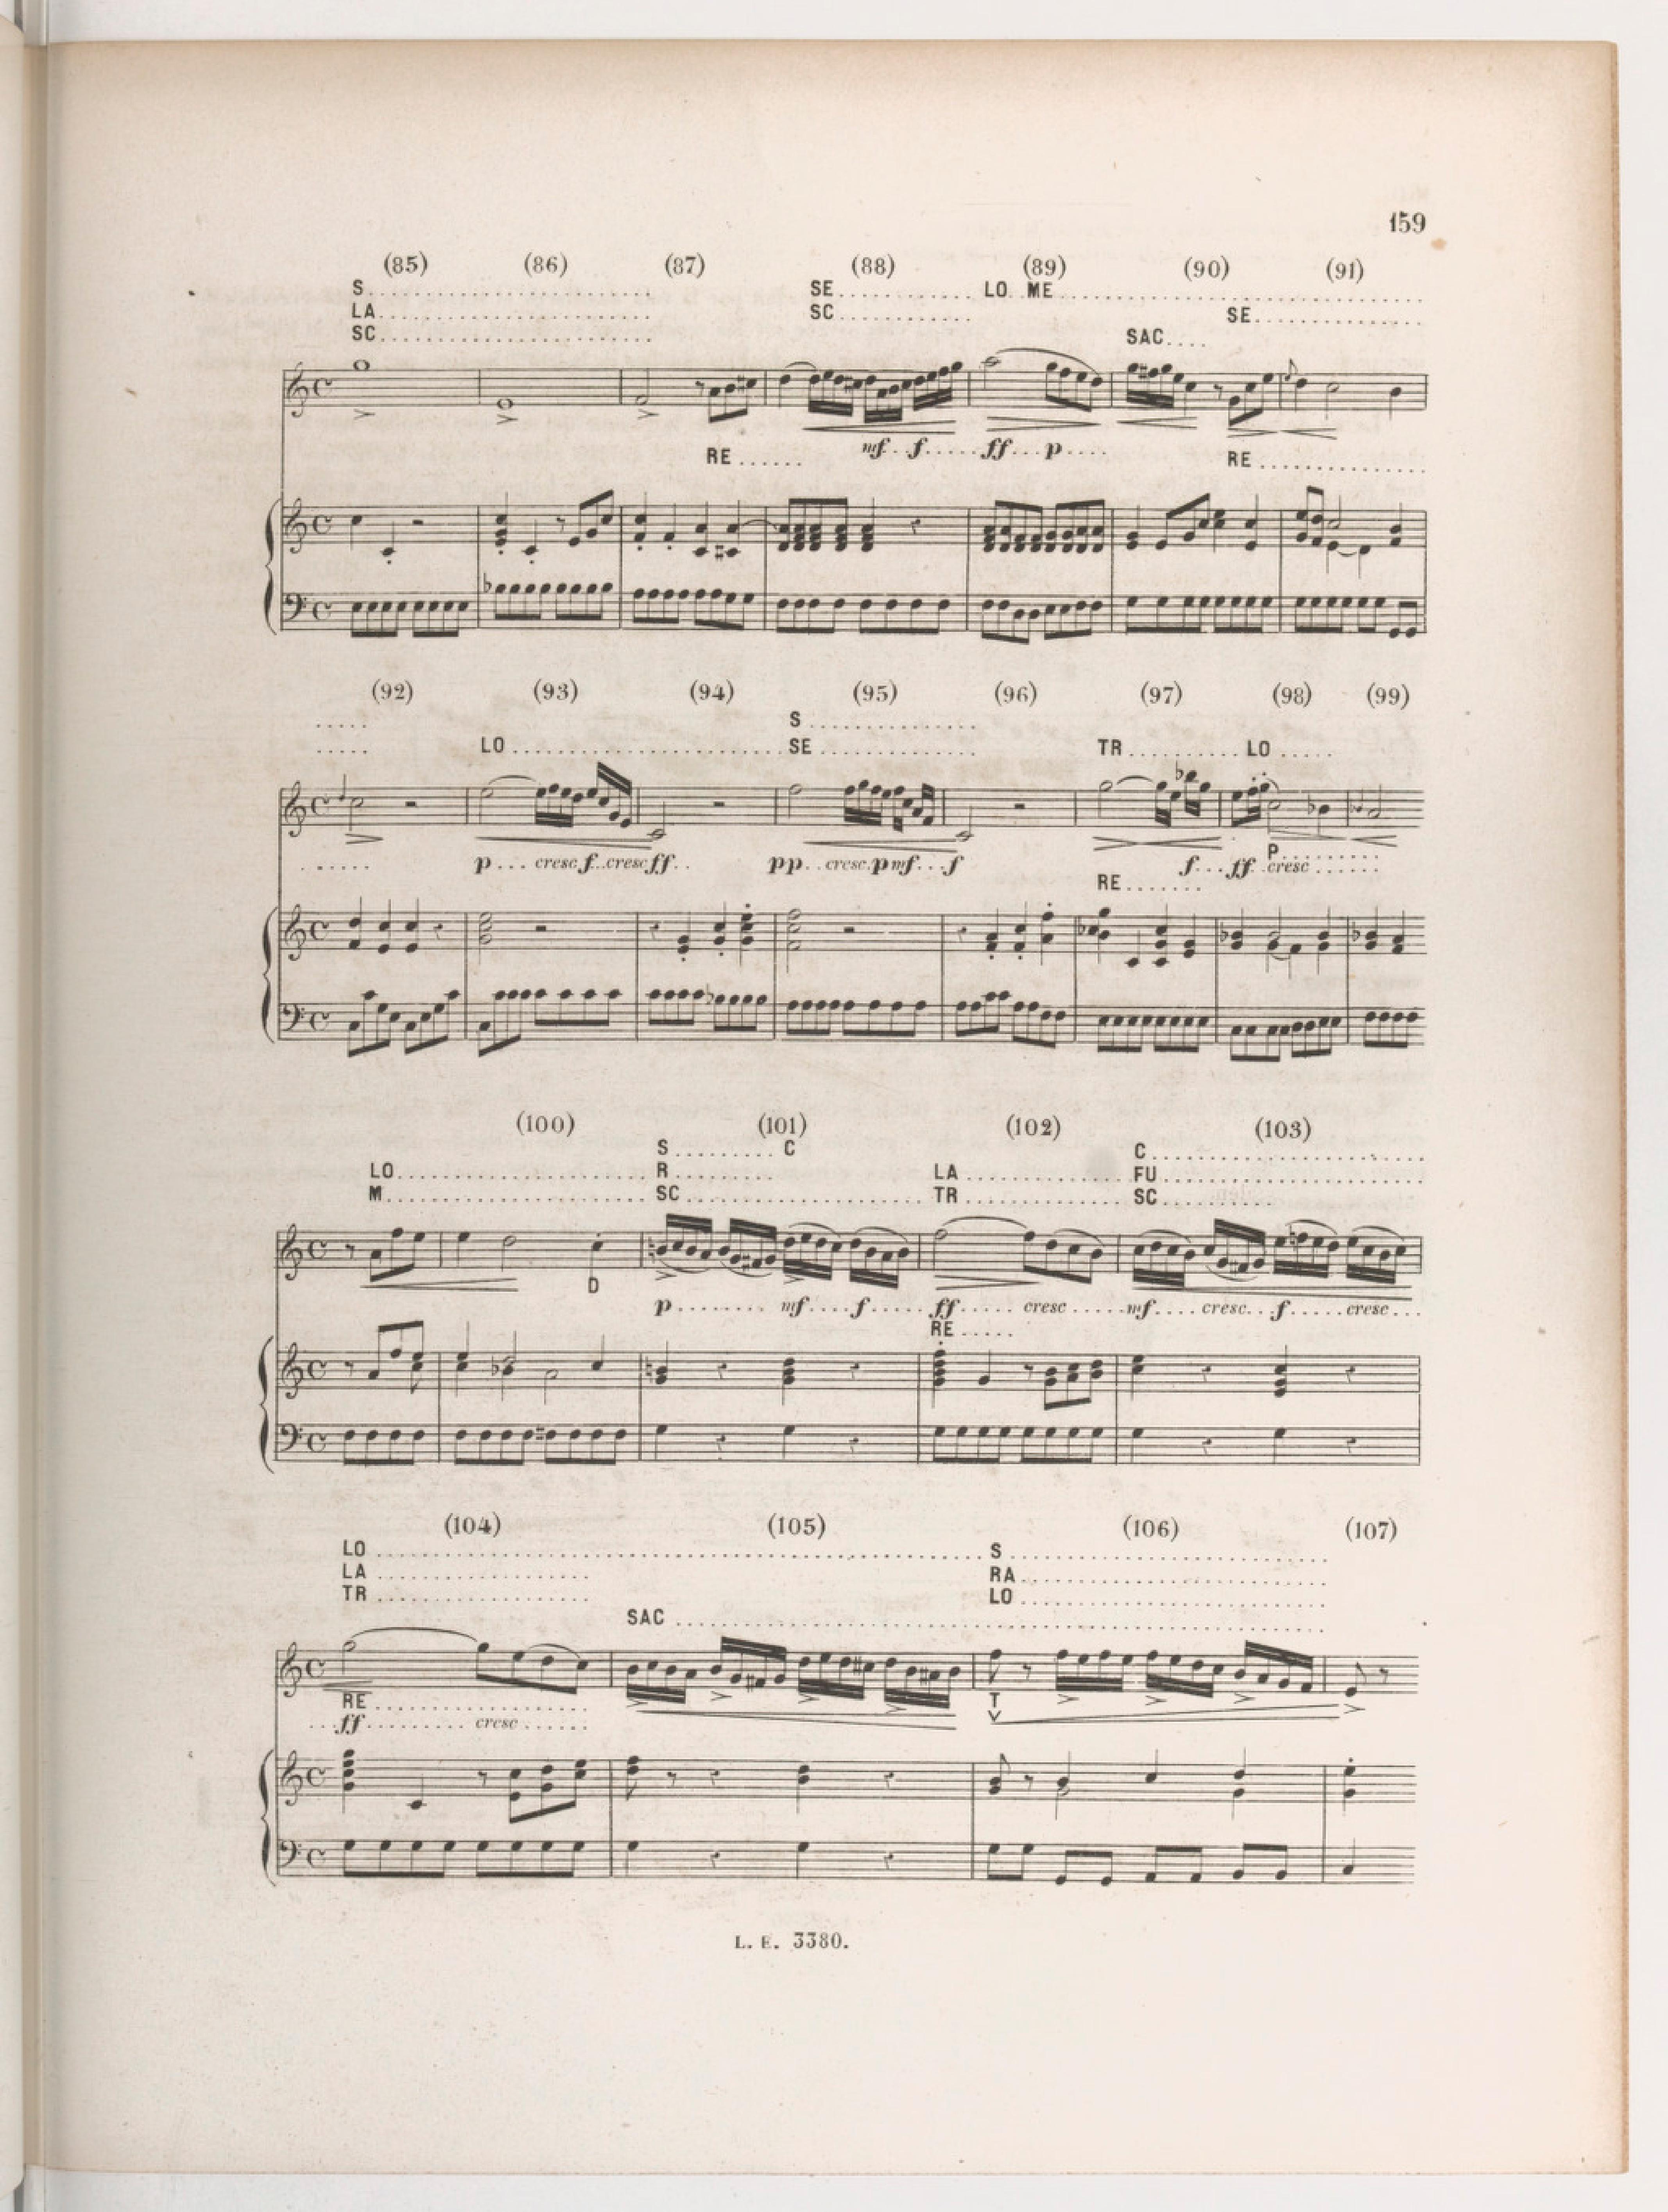 159
(85) (86) (87) (88) (89) (90) (91)
S........................ SE............ LO ME..............................
LA........................ SE..............
SC........................ SC............ SAC....
RE...... mf..f.....ff...p.... RE..............
(92) (93) (94) (95) (96) (97) (98) (99)
..... S..............
..... LO........................SE.............. TR..........LO.....
...... p...cresc.f..cresc.ff.. pp..cresc.p mf...f f...ff.cresc......
P.........
RE.......
(100) (101) (102) (103)
S.........C C........................
LO........................R......... LA..............FU........................
M........................SC....................TR..............SC.........
D
p........ mf....f.....ff.....cresc.....mf....cresc...f.....cresc...
RE.....
(104) (105) (106) (107)
LO..................................................S........................
LA.................. RA........................
TR.................. LO........................
SAC..................................................
RE.................. T
...ff.........cresc......
L. E. 3380.